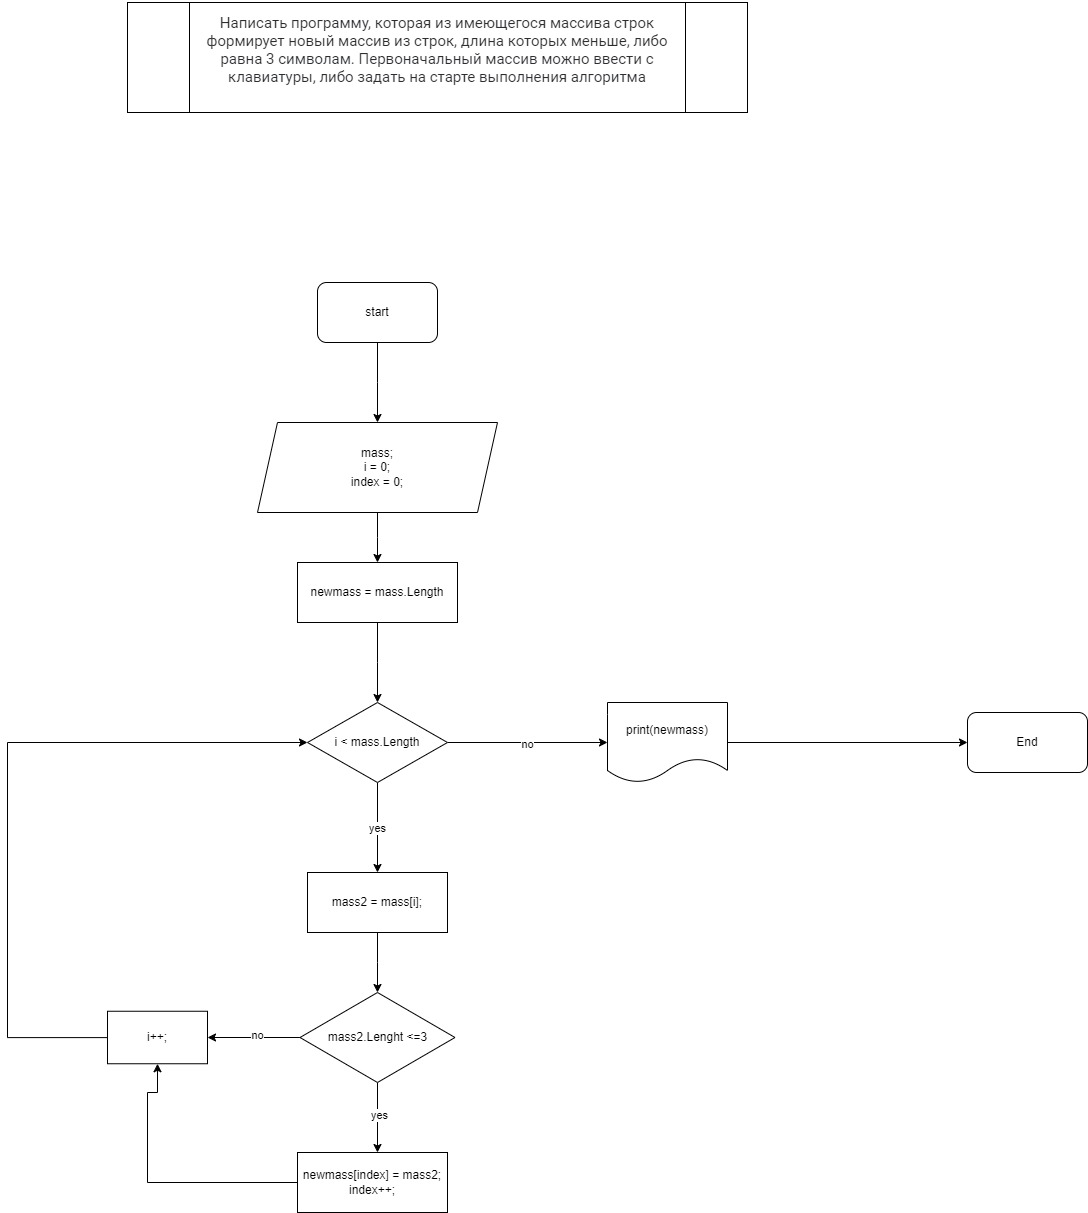 Написать программу, которая из имеющегося массива строк
формирует новый массив из строк, длина которых меньше, либо
равна 3 символам. Первоначальный массив можно ввести с
клавиатуры, либо задать на старте выполнения алгоритма
start
mass;
i = 0;
index = 0;
newmass = mass.Length
i < mass.Length
no
print(newmass)
End
yes
mass2 = mass[i];
i++;
no
mass2.Lenght <=3
yes
newmass[index] = mass2;
index++;